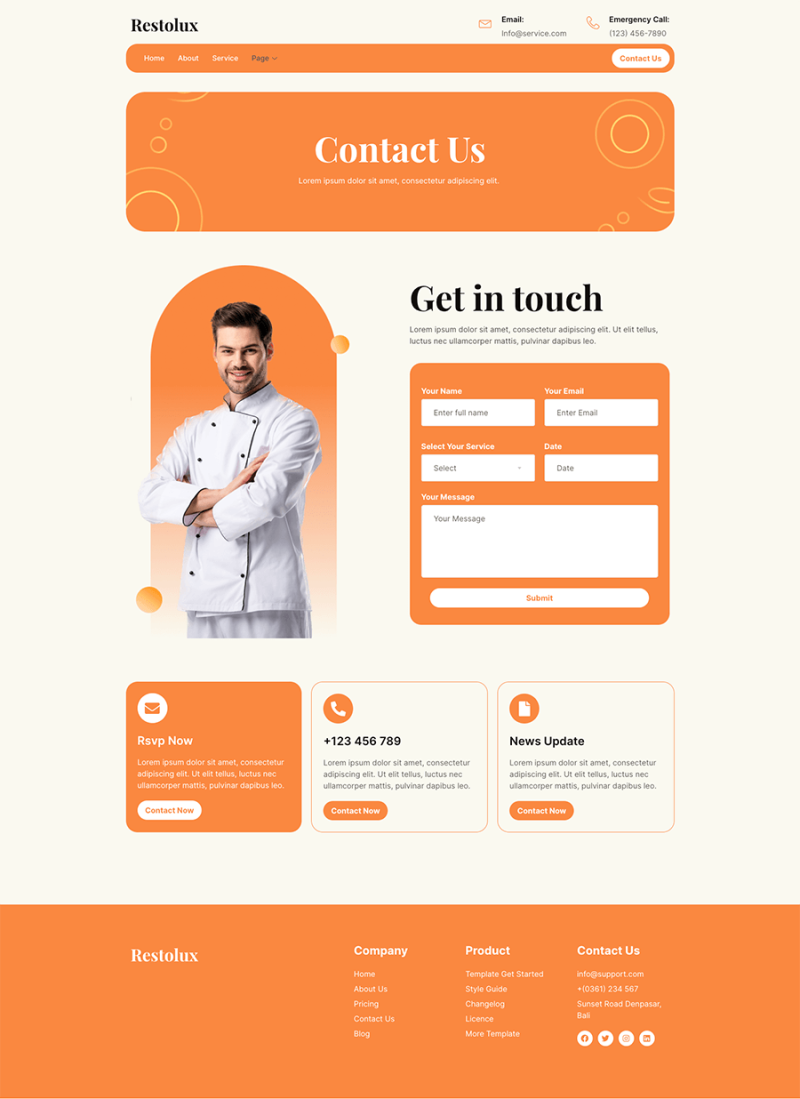 Restolux
Email:
Info@service.com
Emergency Call:
(123) 456-7890
Home
About
Service
Page
Contact Us
Contact Us
Lorem ipsum dolor sit amet, consectetur adipiscing elit.
Get in touch
Lorem ipsum dolor sit amet, consectetur adipiscing elit. Ut elit tellus,
luctus nec ullamcorper mattis, pulvinar dapibus leo.
Your Name
Your Email
Enter full name
Enter Email
Select Your Service
Date
Select
Date
Your Message
Your Message
Submit
Rsvp Now
Lorem ipsum dolor sit amet, consectetur
adipiscing elit. Ut elit tellus, luctus nec
ullamcorper mattis, pulvinar dapibus leo.
Contact Now
+123 456 789
Lorem ipsum dolor sit amet, consectetur
adipiscing elit. Ut elit tellus, luctus nec
ullamcorper mattis, pulvinar dapibus leo.
Contact Now
News Update
Lorem ipsum dolor sit amet, consectetur
adipiscing elit. Ut elit tellus, luctus nec
ullamcorper mattis, pulvinar dapibus leo.
Contact Now
Restolux
Company
Home
About Us
Pricing
Contact Us
Blog
Product
Template Get Started
Style Guide
Changelog
Licence
More Template
Contact Us
info@support.com
+(0361) 234 567
Sunset Road Denpasar,
Bali